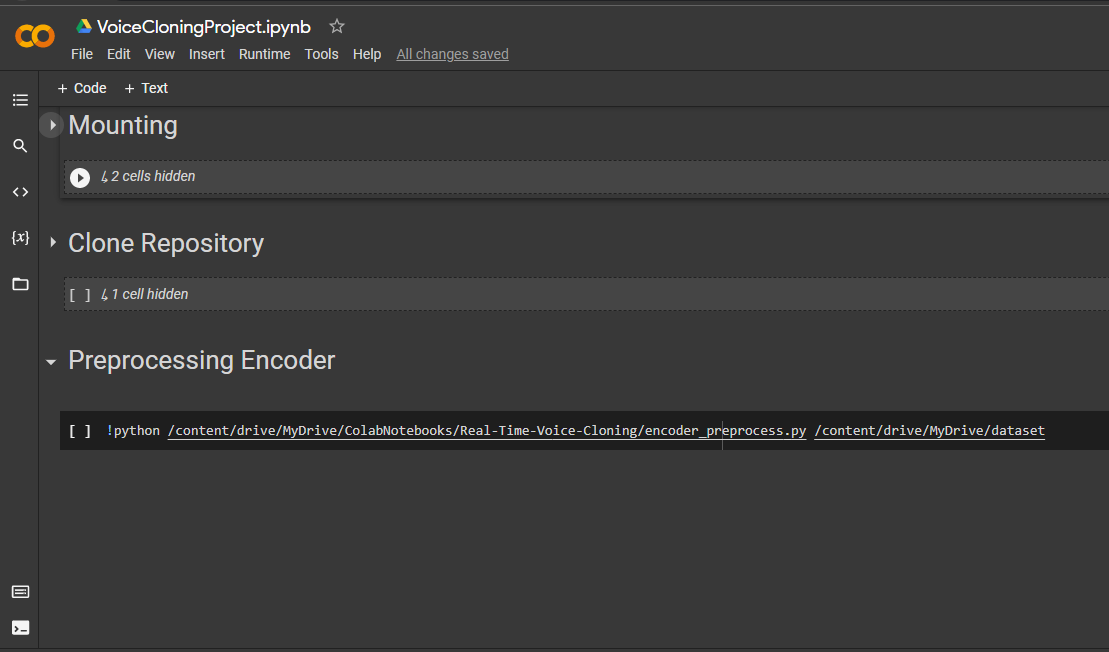 VoiceCloningProject.ipynb
File Edit View Insert Runtime Tools Help All changes saved
+ Code + Text
Mounting
↳ 2 cells hidden
Clone Repository
[ ] ↳ 1 cell hidden
Preprocessing Encoder
[ ] !python /content/drive/MyDrive/ColabNotebooks/Real-Time-Voice-Cloning/encoder_preprocess.py /content/drive/MyDrive/dataset
{x}